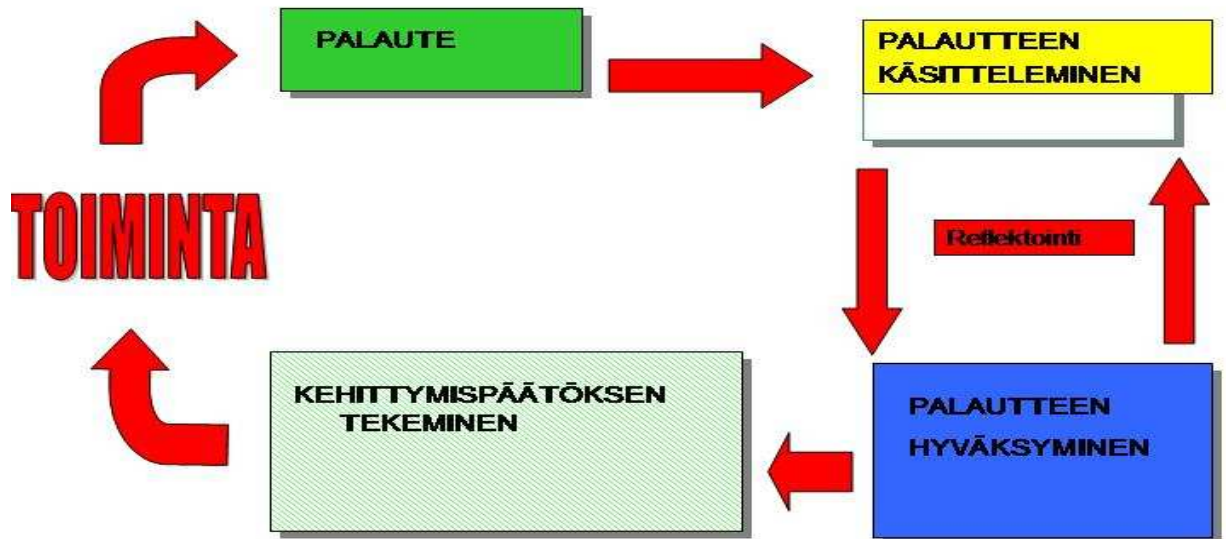 PALAUTE
PALAUTTEEN
KÄSITTELEMINEN
Reflektointi
TOIMINTA
KEHITTYMISPÄÄTÖKSEN
TEKEMINEN
PALAUTTEEN
HYVÄKSYMINEN